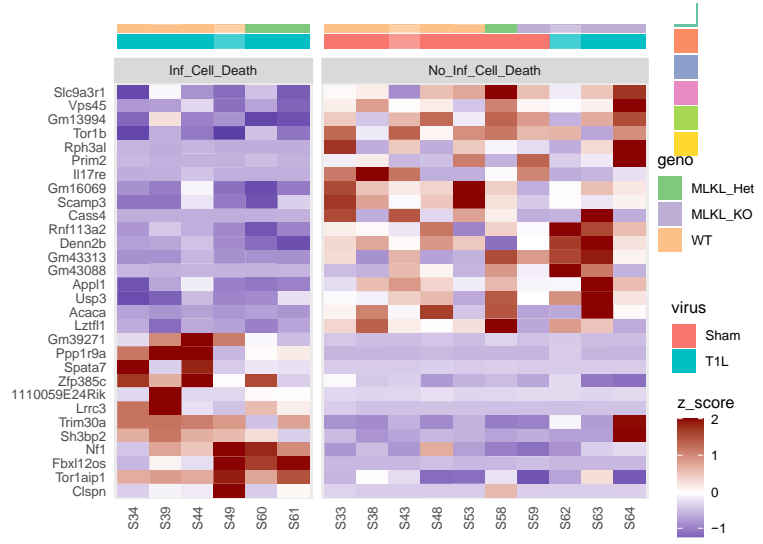 Inf_Cell_Death
No_Inf_Cell_Death
Slc9a3r1
Vps45
Gm13994
Tor1b
Rph3al
Prim2
Il17re
Gm16069
Scamp3
Cass4
Rnf113a2
Denn2b
Gm43313
Gm43088
Appl1
Usp3
Acaca
Lztfl1
Gm39271
Ppp1r9a
Spata7
Zfp385c
1110059E24Rik
Lrrc3
Trim30a
Sh3bp2
Nf1
Fbxl12os
Tor1aip1
Clspn
S34 S39 S44 S49 S60 S61 S33 S38 S43 S48 S53 S58 S59 S62 S63 S64
geno
MLKL_Het
MLKL_KO
WT
virus
Sham
T1L
z_score
2
1
0
−1